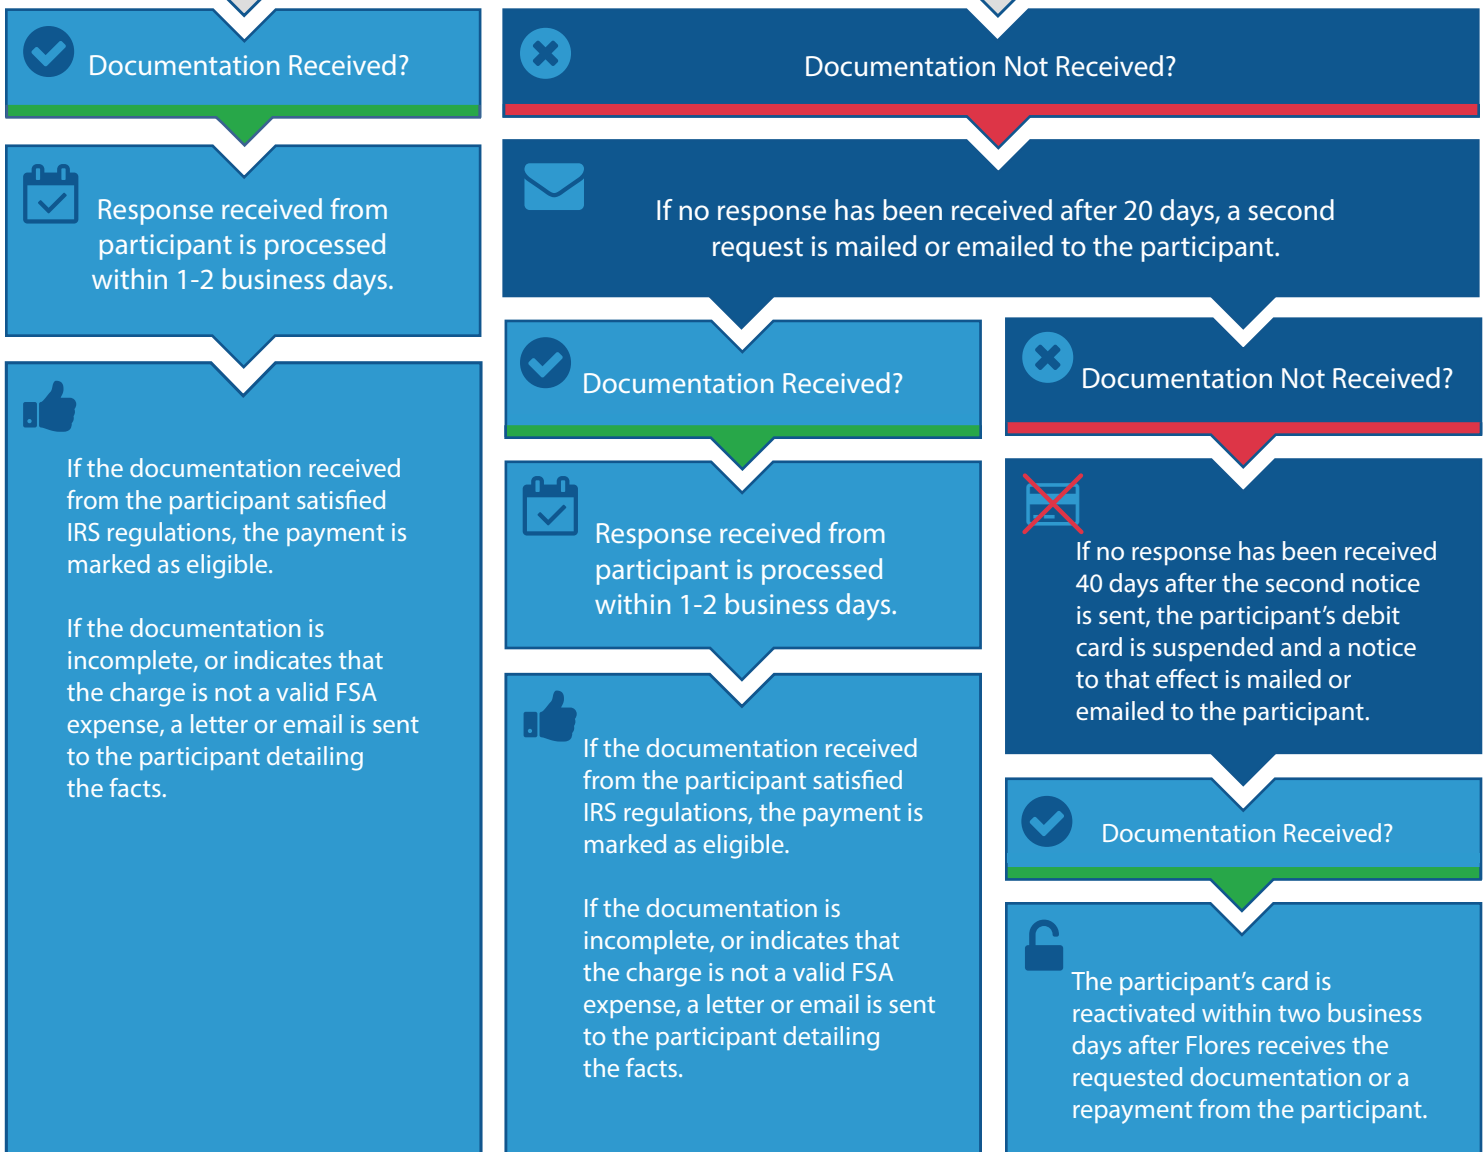 Documentation Received?
Response received from
participant is processed
within 1-2 business days.
If the documentation received
from the participant satisfied
IRS regulations, the payment is
marked as eligible.
If the documentation is
incomplete, or indicates that
the charge is not a valid FSA
expense, a letter or email is sent
to the participant detailing
the facts.
Documentation Not Received?
If no response has been received after 20 days, a second
request is mailed or emailed to the participant.
Documentation Received?
Response received from
participant is processed
within 1-2 business days.
If the documentation received
from the participant satisfied
IRS regulations, the payment is
marked as eligible.
If the documentation is
incomplete, or indicates that
the charge is not a valid FSA
expense, a letter or email is sent
to the participant detailing
the facts.
Documentation Not Received?
If no response has been received
40 days after the second notice
is sent, the participant’s debit
card is suspended and a notice
to that effect is mailed or
emailed to the participant.
Documentation Received?
The participant’s card is
reactivated within two business
days after Flores receives the
requested documentation or a
repayment from the participant.